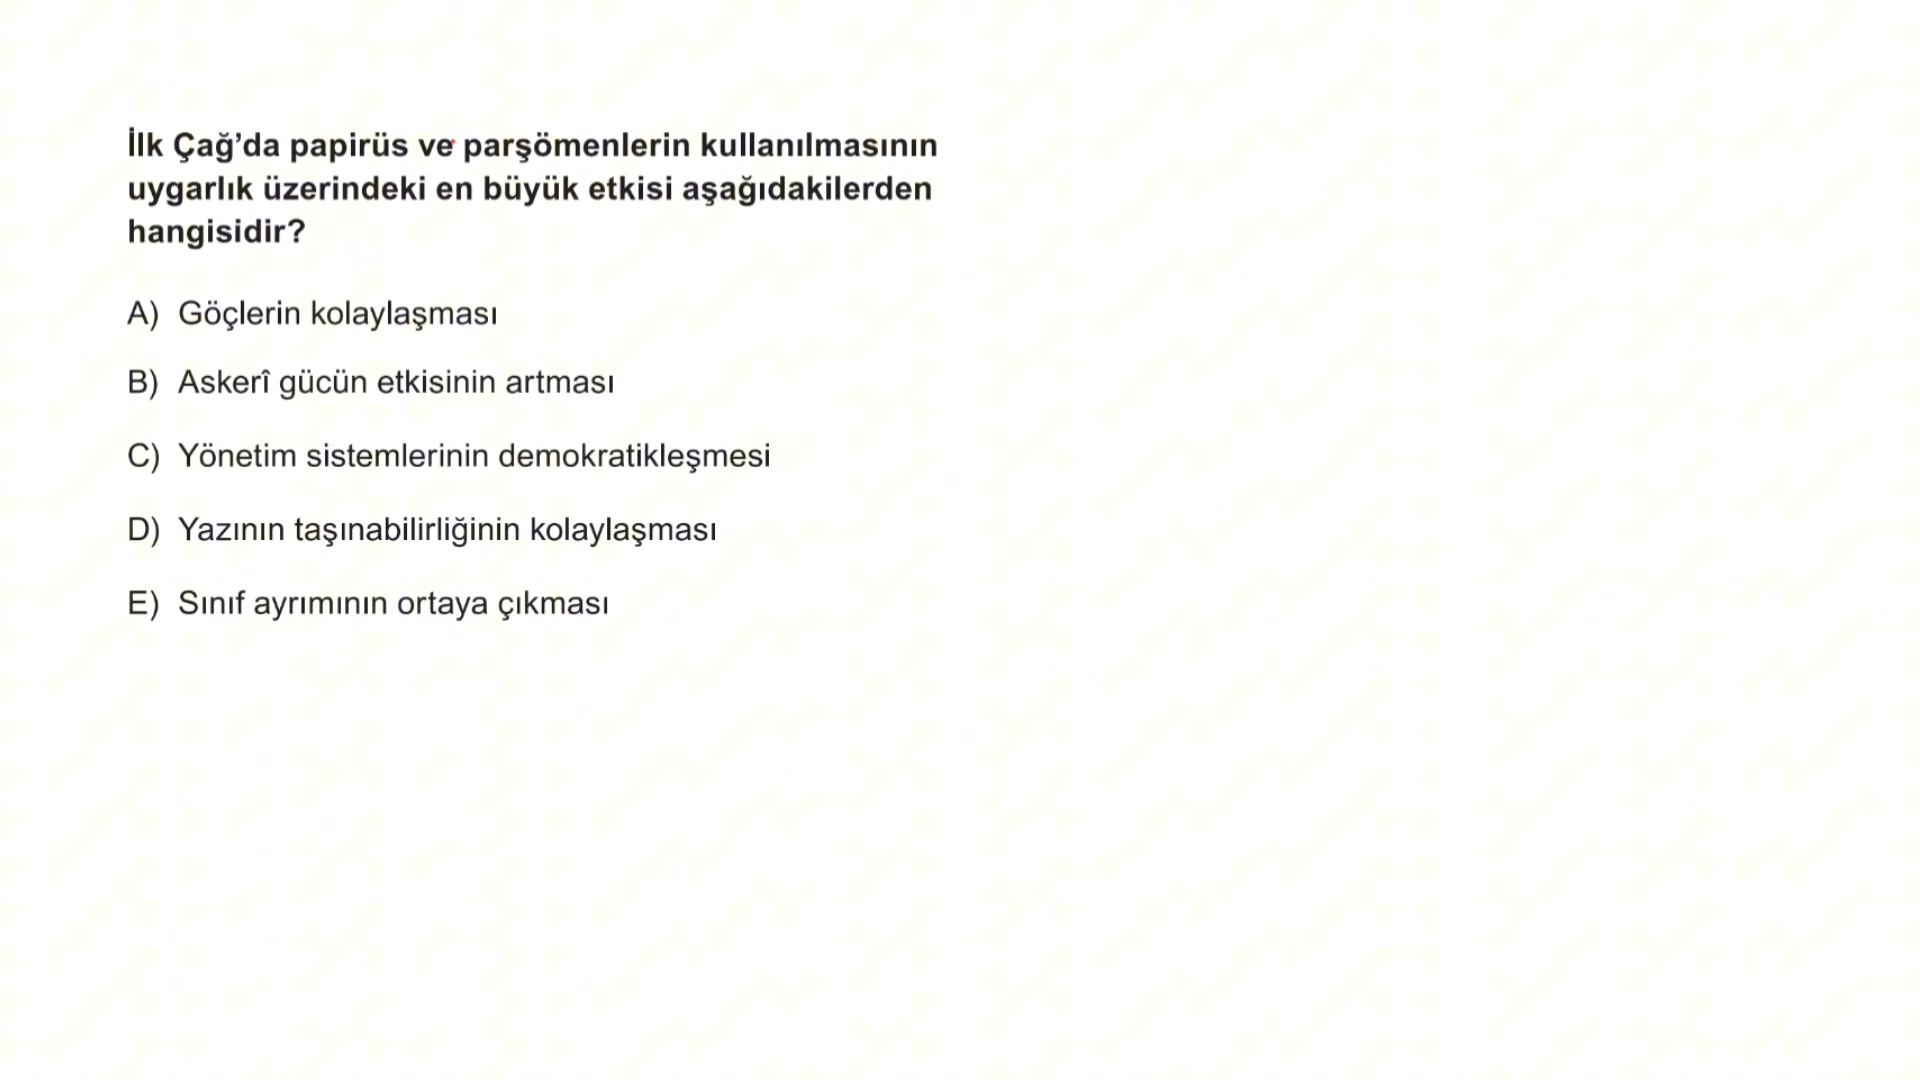 İlk Çağ’da papirüs ve parşömenlerin kullanılmasının
uygarlık üzerindeki en büyük etkisi aşağıdakilerden
hangisidir?
A) Göçlerin kolaylaşması
B) Askerî gücün etkisinin artması
C) Yönetim sistemlerinin demokratikleşmesi
D) Yazının taşınabilirliğinin kolaylaşması
E) Sınıf ayrımının ortaya çıkması